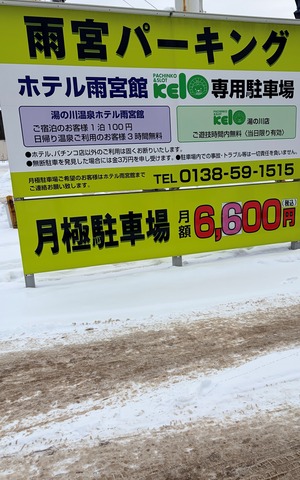 雨宮パーキング
ホテル雨宮館 PACHINKO &SLOT KELO 専用駐車場
湯の川温泉ホテル雨宮館
ご宿泊のお客様 1泊100円
日帰り温泉ご利用のお客様3時間無料
PACHINKO &SLOT KELO 湯の川店
ご遊技時間内無料(当日限り有効)
●ホテル、パチンコ店以外のご利用は固くお断りいたします。
●無断駐車を発見した場合には金3万円を申し受けます。●駐車場内での事故・トラブル等は一切責任を負いません。
月極駐車場ご希望のお客様はホテル雨宮館まで
ご連絡お願い致します。
TEL 0138-59-1515
月極駐車場 月額 6,600円(税込)